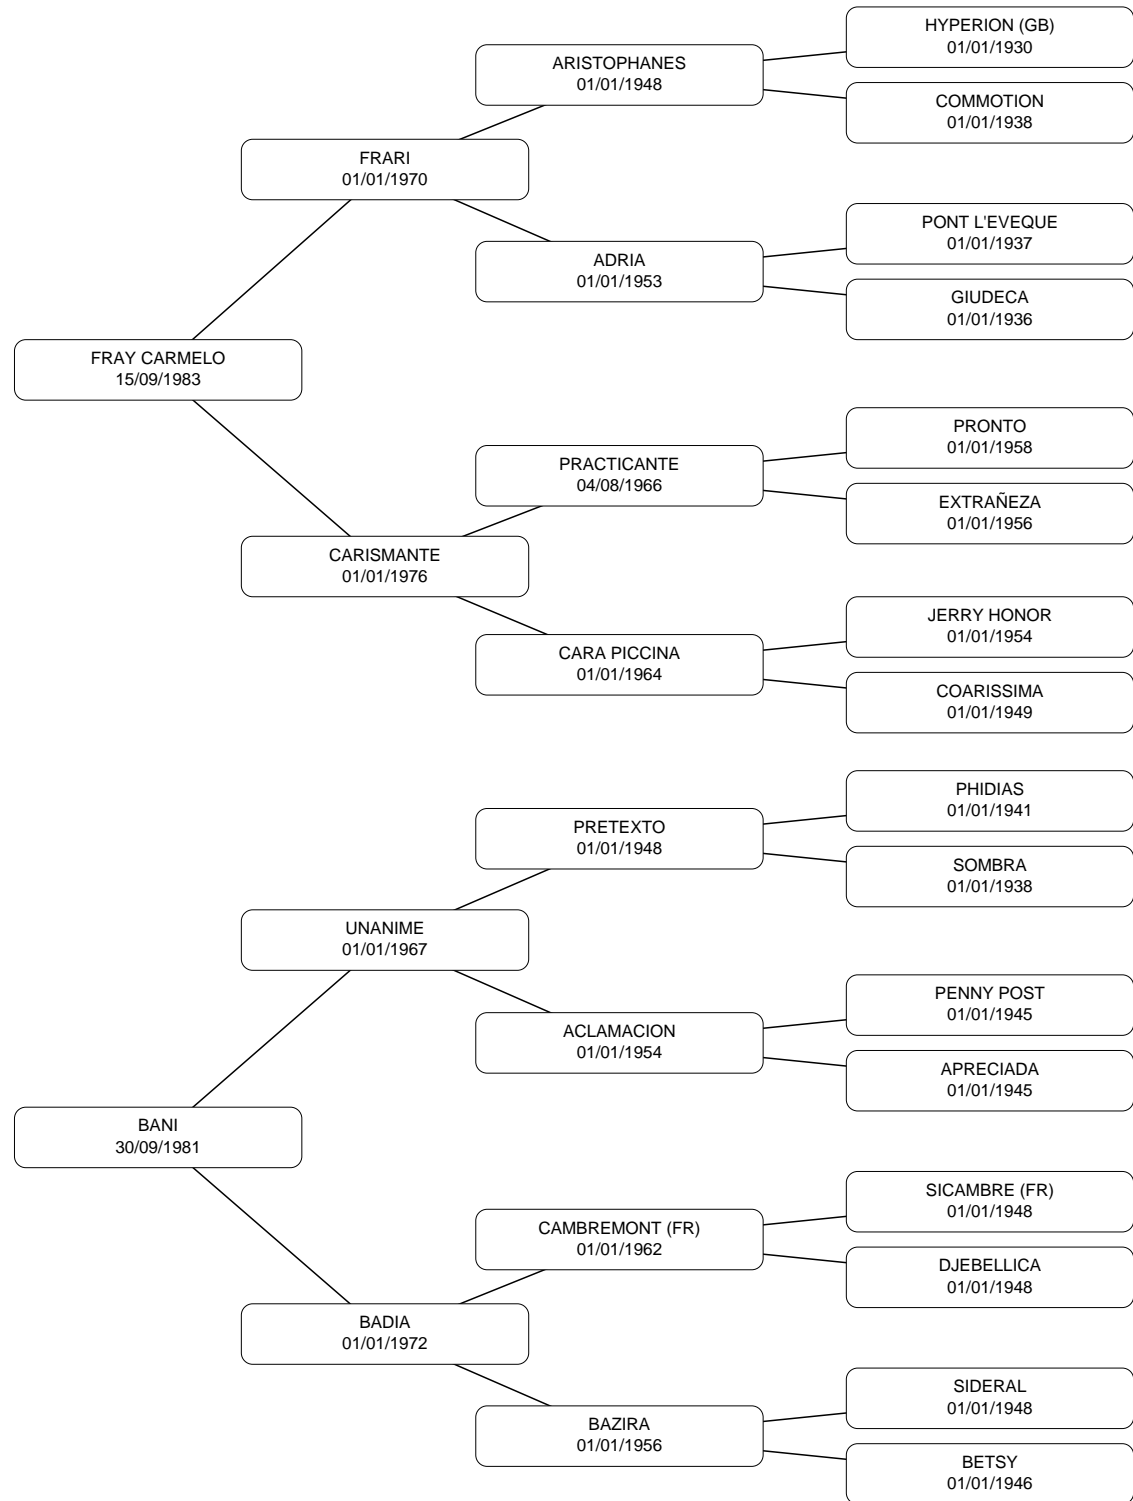 HYPERION (GB)
01/01/1930
ARISTOPHANES
01/01/1948
COMMOTION
01/01/1938
FRARI
01/01/1970
PONT L'EVEQUE
01/01/1937
ADRIA
01/01/1953
GIUDECA
01/01/1936
FRAY CARMELO
15/09/1983
PRONTO
01/01/1958
PRACTICANTE
04/08/1966
EXTRAÑEZA
01/01/1956
CARISMANTE
01/01/1976
JERRY HONOR
01/01/1954
CARA PICCINA
01/01/1964
COARISSIMA
01/01/1949
PHIDIAS
01/01/1941
PRETEXTO
01/01/1948
SOMBRA
01/01/1938
UNANIME
01/01/1967
PENNY POST
01/01/1945
ACLAMACION
01/01/1954
APRECIADA
01/01/1945
BANI
30/09/1981
SICAMBRE (FR)
01/01/1948
CAMBREMONT (FR)
01/01/1962
DJEBELLICA
01/01/1948
BADIA
01/01/1972
SIDERAL
01/01/1948
BAZIRA
01/01/1956
BETSY
01/01/1946